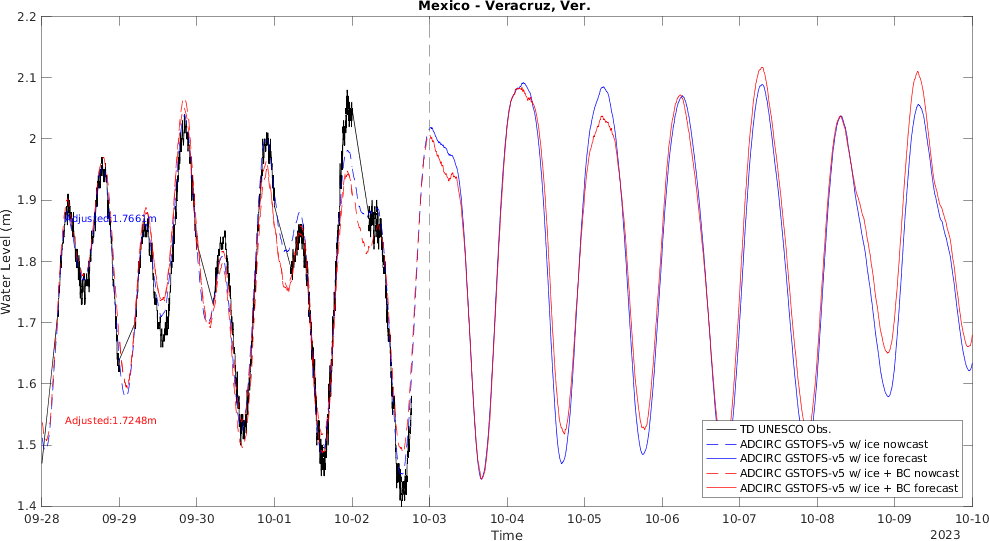 Mexico - Veracruz, Ver.
2.2
2.1
2
1.9
1.8
1.7
1.6
1.5
1.4
Water Level (m)
Adjusted:1.7661m
Adjusted:1.7248m
TD UNESCO Obs.
ADCIRC GSTOFS-v5 w/ ice nowcast
ADCIRC GSTOFS-v5 w/ ice forecast
ADCIRC GSTOFS-v5 w/ ice + BC nowcast
ADCIRC GSTOFS-v5 w/ ice + BC forecast
09-28 09-29 09-30 10-01 10-02 10-03 10-04 10-05 10-06 10-07 10-08 10-09 10-10
Time
2023